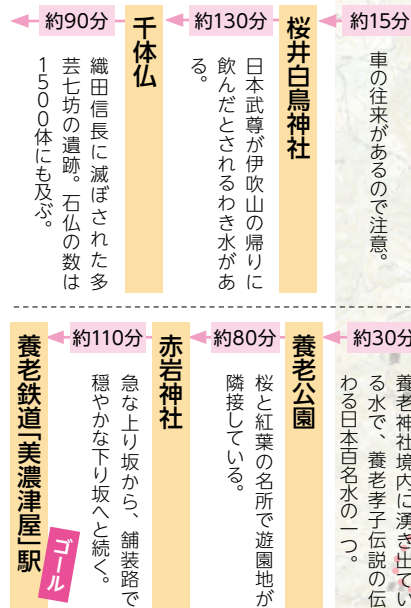 約15分
車の往来があるので注意。
桜井白鳥神社
約130分
日本武尊が伊吹山の帰りに
飲んだとされるわき水があ
る。
千体仏
約90分
織田信長に滅ぼされた多
芸七坊の遺跡。石仏の数は
1500体にも及ぶ。
約30分
養老神社境内に湧き出てい
る水で、養老孝子伝説の伝
わる日本百名水の一つ。
養老公園
約80分
桜と紅葉の名所で遊園地が
隣接している。
赤岩神社
約110分
急な上り坂から、舗装路で
穏やかな下り坂へと続く。
養老鉄道「美濃津屋」駅
ゴール